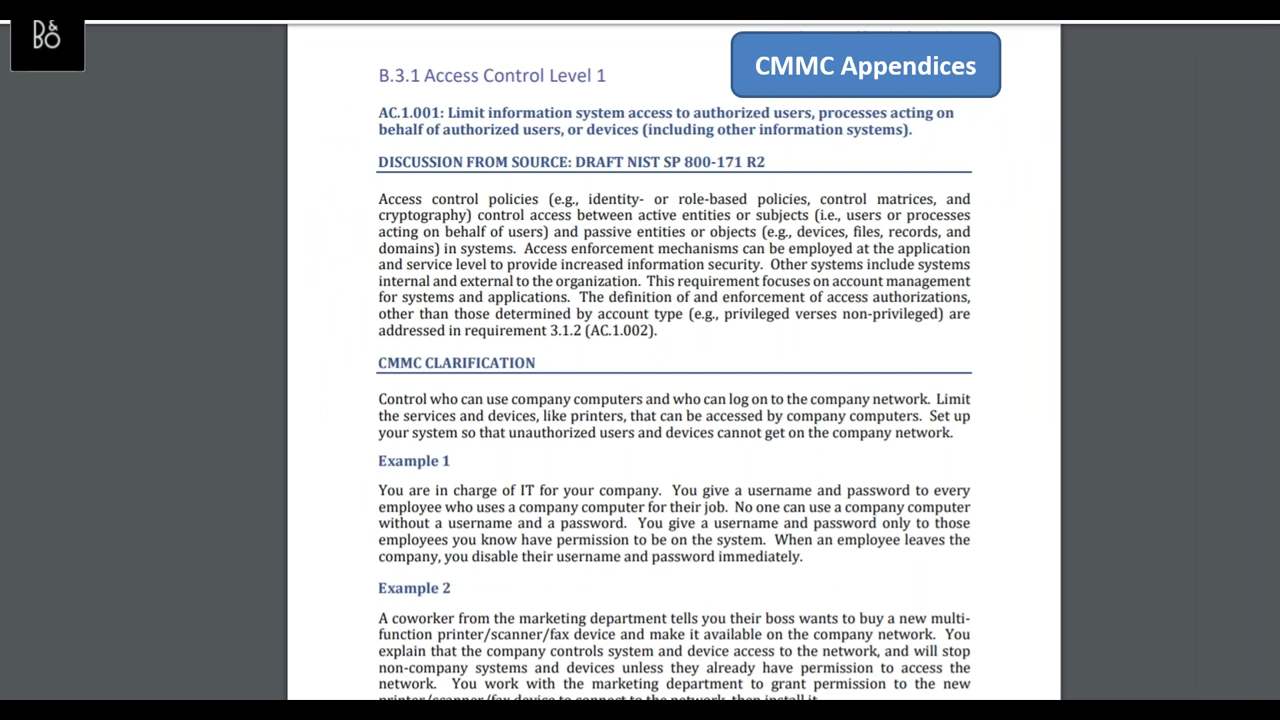 B&O
CMMC Appendices
B.3.1 Access Control Level 1
AC.1.001: Limit information system access to authorized users, processes acting on
behalf of authorized users, or devices (including other information systems).
DISCUSSION FROM SOURCE: DRAFT NIST SP 800-171 R2
Access control policies (e.g., identity- or role-based policies, control matrices, and
cryptography) control access between active entities or subjects (i.e., users or processes
acting on behalf of users) and passive entities or objects (e.g., devices, files, records, and
domains) in systems. Access enforcement mechanisms can be employed at the application
and service level to provide increased information security. Other systems include systems
internal and external to the organization. This requirement focuses on account management
for systems and applications. The definition of and enforcement of access authorizations,
other than those determined by account type (e.g., privileged verses non-privileged) are
addressed in requirement 3.1.2 (AC.1.002).
CMMC CLARIFICATION
Control who can use company computers and who can log on to the company network. Limit
the services and devices, like printers, that can be accessed by company computers. Set up
your system so that unauthorized users and devices cannot get on the company network.
Example 1
You are in charge of IT for your company. You give a username and password to every
employee who uses a company computer for their job. No one can use a company computer
without a username and a password. You give a username and password only to those
employees you know have permission to be on the system. When an employee leaves the
company, you disable their username and password immediately.
Example 2
A coworker from the marketing department tells you their boss wants to buy a new multi-
function printer/scanner/fax device and make it available on the company network. You
explain that the company controls system and device access to the network, and will stop
non-company systems and devices unless they already have permission to access the
network. You work with the marketing department to grant permission to the new
printer/scanner/fax device to connect to the network, then install it.